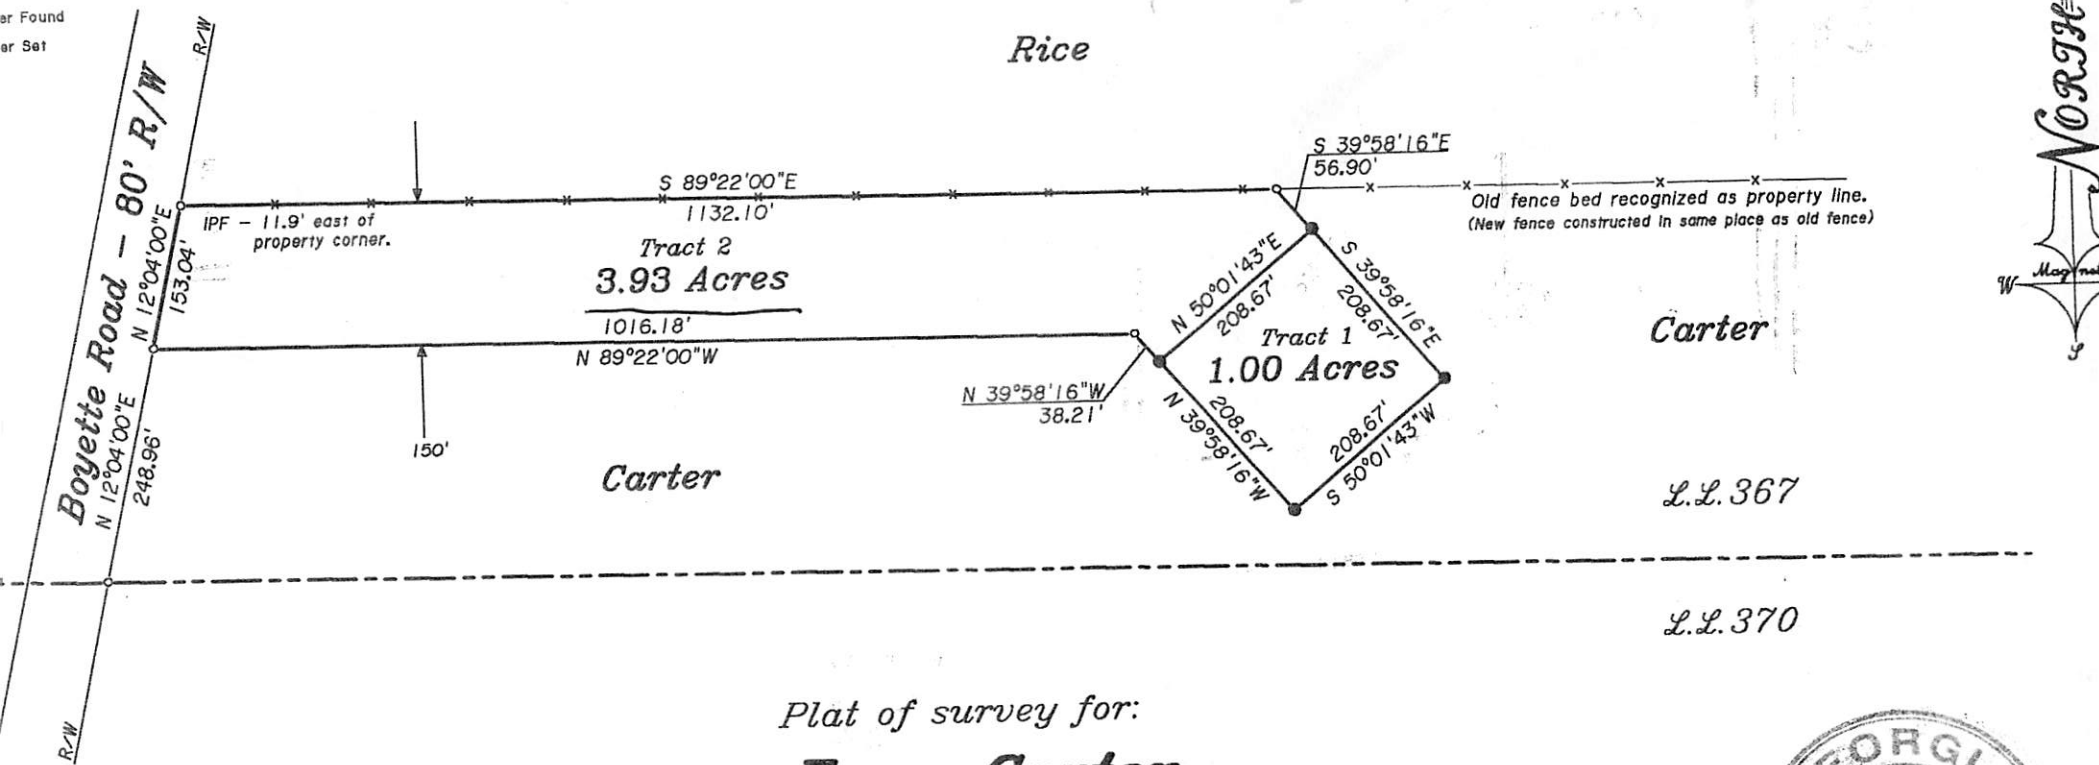 er Found
er Set
R/W
Rice
NORTH
Boyette Road - 80' R/W
S 39°58'16"E
56.90'
S 89°22'00"E
1132.10'
Old fence bed recognized as property line.
(New fence constructed in same place as old fence)
IPF - 11.9' east of
property corner.
N 12°04'00"E
153.04'
Tract 2
3.93 Acres
1016.18'
N 89°22'00"W
N 50°01'43"E
208.67'
S 39°58'16"E
208.67'
Tract 1
1.00 Acres
Carter
W
S
N 39°58'16"W
38.21'
N 39°58'16"W
208.67'
208.67'
S 50°01'43"W
N 12°04'00"E
248.96'
150'
Carter
L.L. 367
L.L. 370
R/W
Plat of survey for:
Carter